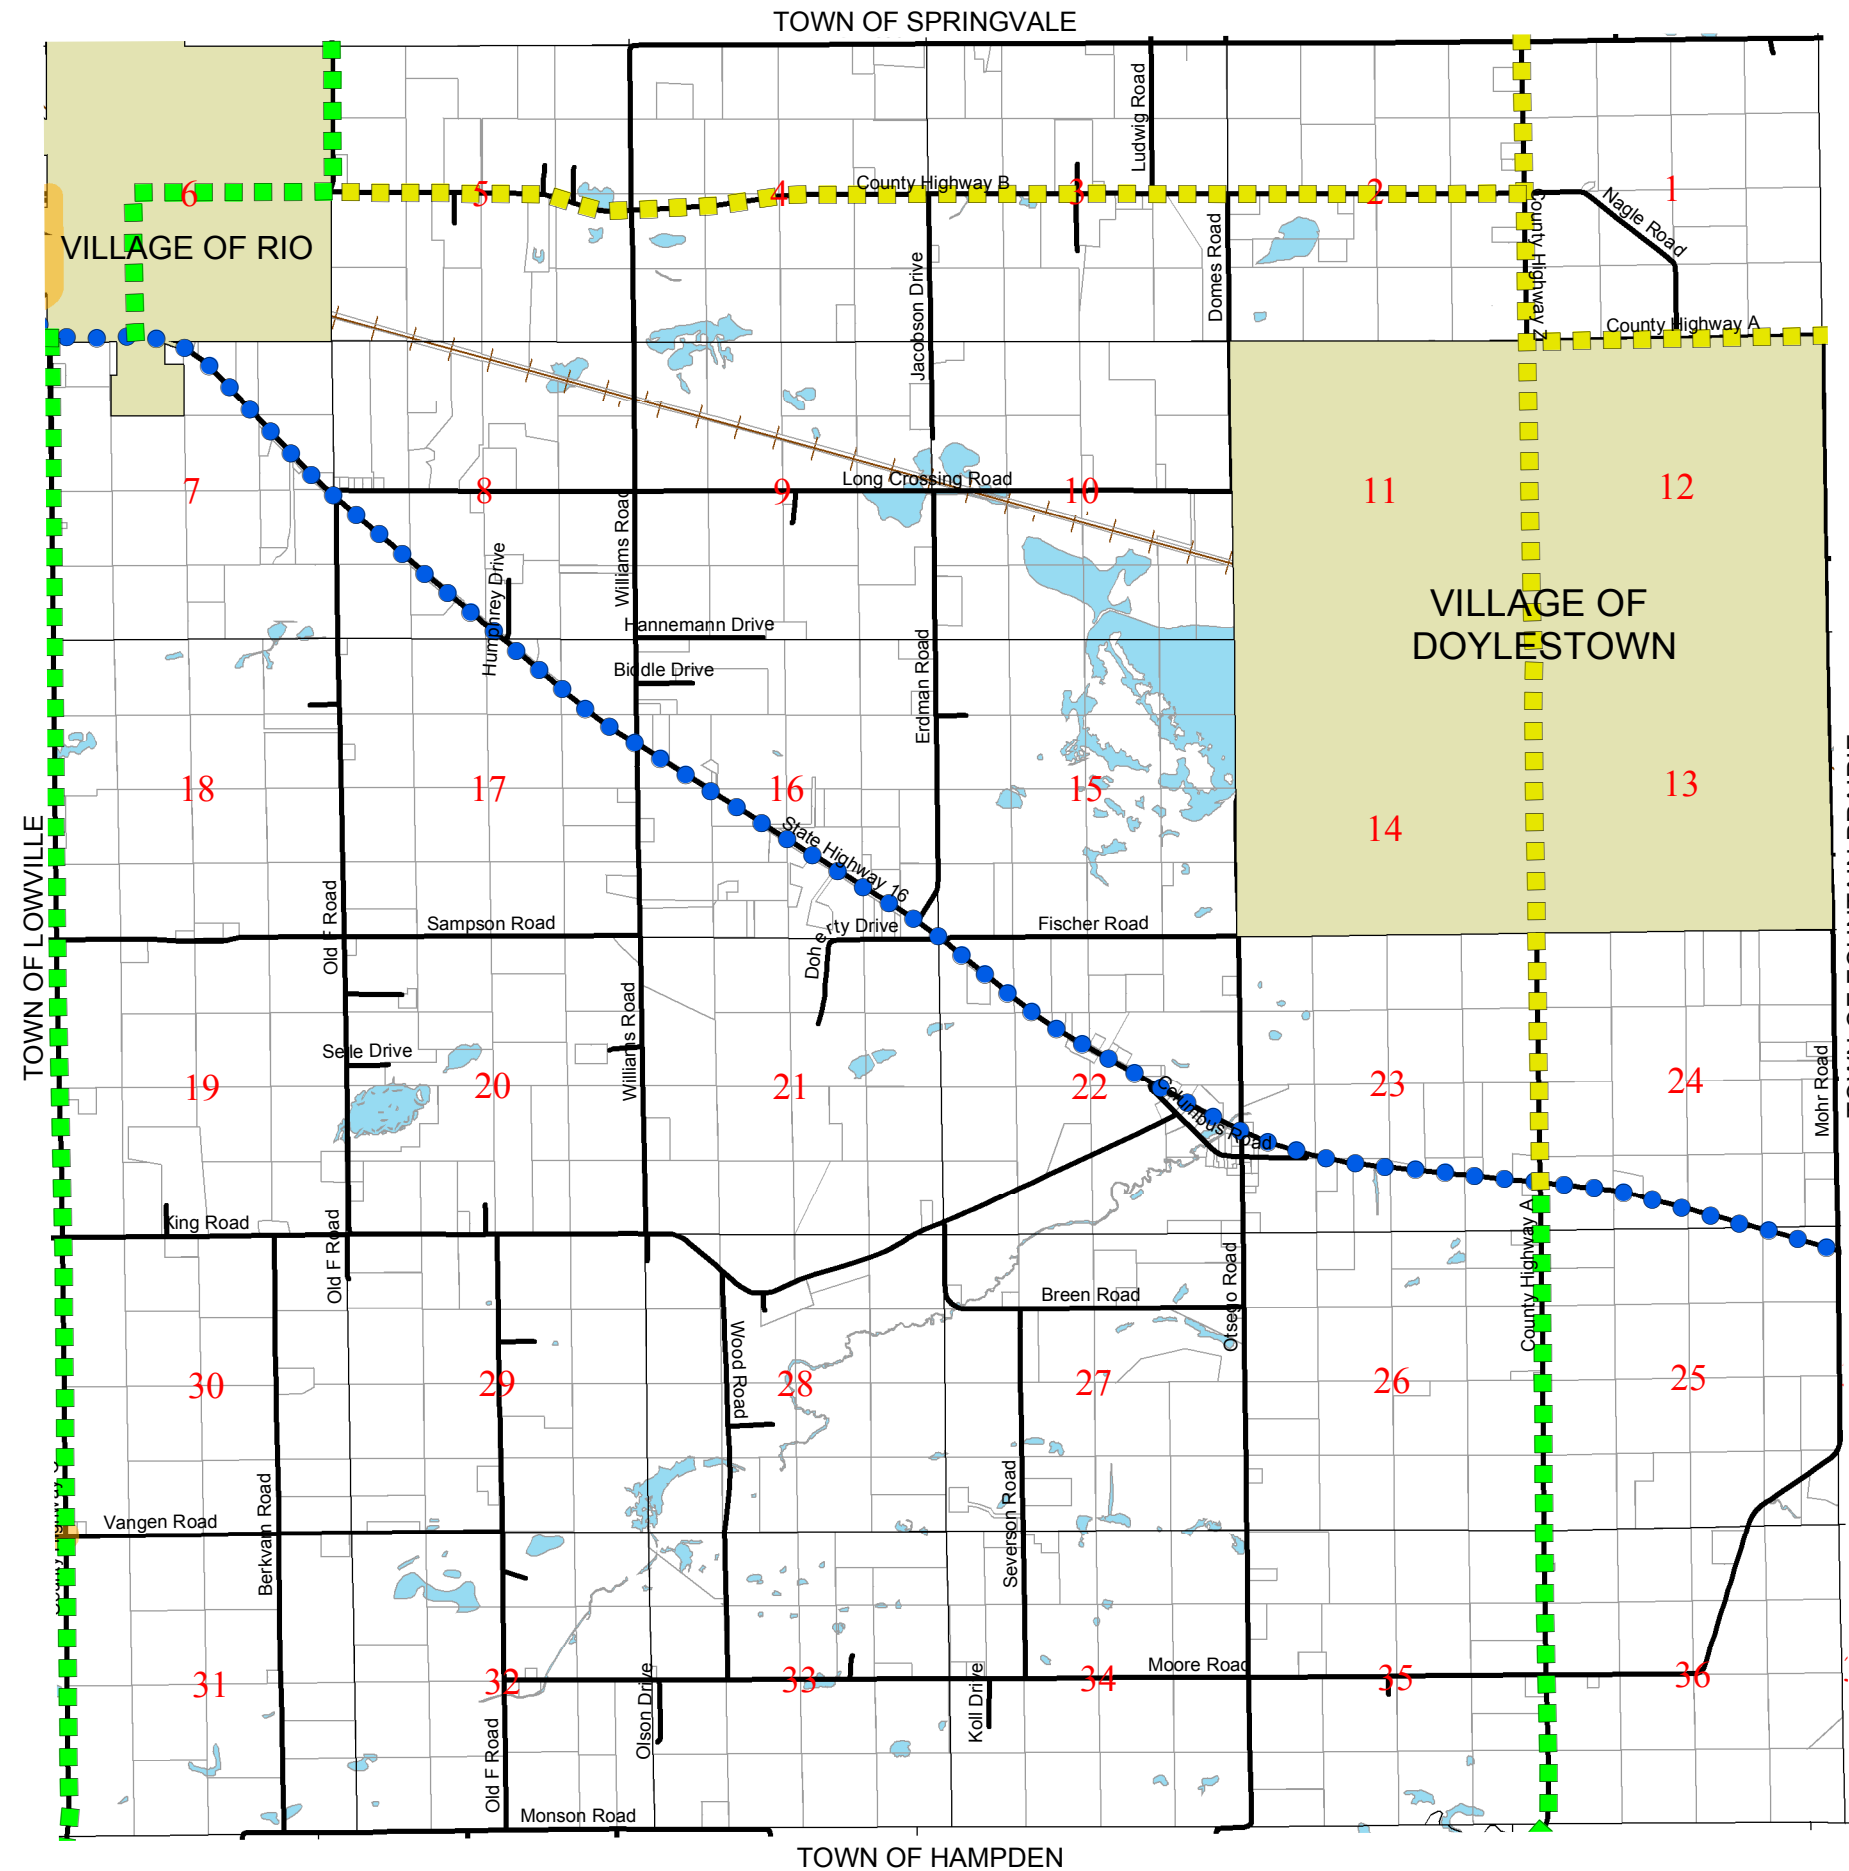 TOWN OF SPRINGVALE
Ludwig Road
6
5
4
County Highway B
3
2
1
Nagle Road
VILLAGE OF RIO
Jacobson Drive
Domes Road
County Highway Z
County Highway A
7
8
9
Long Crossing Road
10
11
12
Williams Road
Humphrey Drive
Hannemann Drive
Biddle Drive
Erdman Road
VILLAGE OF
DOYLESTOWN
18
17
16
15
14
13
State Highway 16
TOWN OF LOWVILLE
Old F Road
Sampson Road
Doherty Drive
Fischer Road
Williams Road
Selle Drive
19
20
21
22
23
24
Columbus Road
Mohr Road
King Road
Old F Road
Breen Road
Otsego Road
County Highway A
Wood Road
30
29
28
27
26
25
Berkvam Road
Vangen Road
Severson Road
31
32
33
34
Moore Road
35
36
Olson Drive
Koll Drive
Old F Road
Monson Road
TOWN OF HAMPDEN